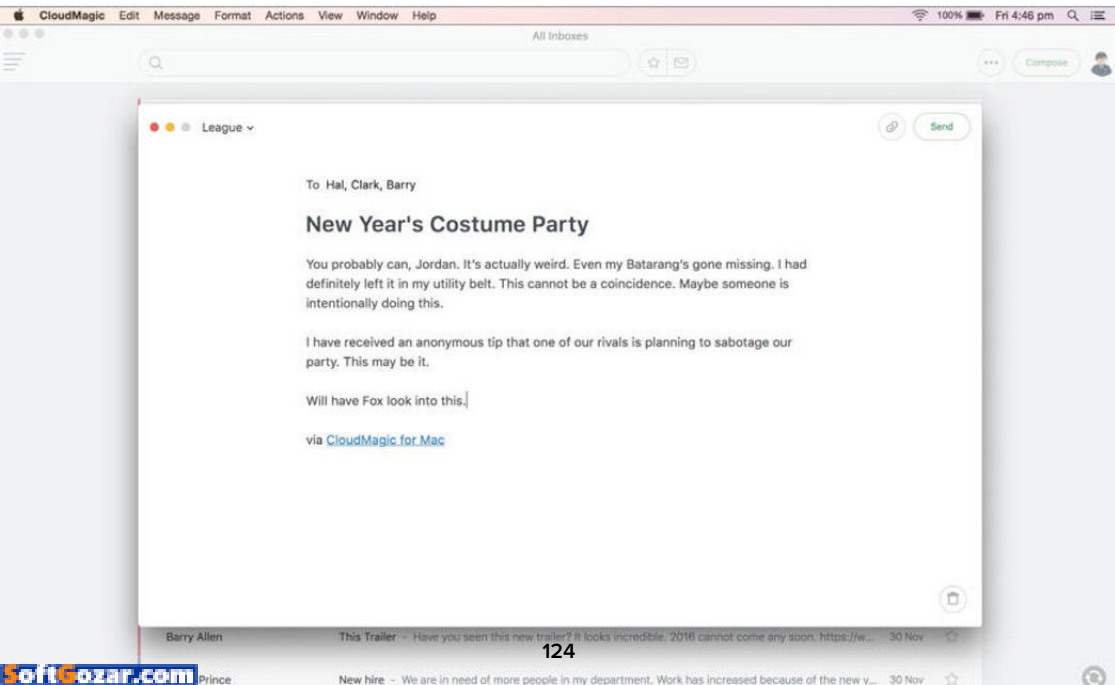 CloudMagic Edit Message Format Actions View Window Help 100% Fri 4:46 pm
All Inboxes
Compose
League Send
To Hal, Clark, Barry
New Year's Costume Party
You probably can, Jordan. It's actually weird. Even my Batarang's gone missing. I had
definitely left it in my utility belt. This cannot be a coincidence. Maybe someone is
intentionally doing this.
I have received an anonymous tip that one of our rivals is planning to sabotage our
party. This may be it.
Will have Fox look into this.
via CloudMagic for Mac
Barry Allen This Trailer - Have you seen this new trailer? It looks incredible. 2016 cannot come any soon. https://w... 30 Nov
124
SoftGozar.com
Prince New hire - We are in need of more people in my department. Work has increased because of the new v... 30 Nov